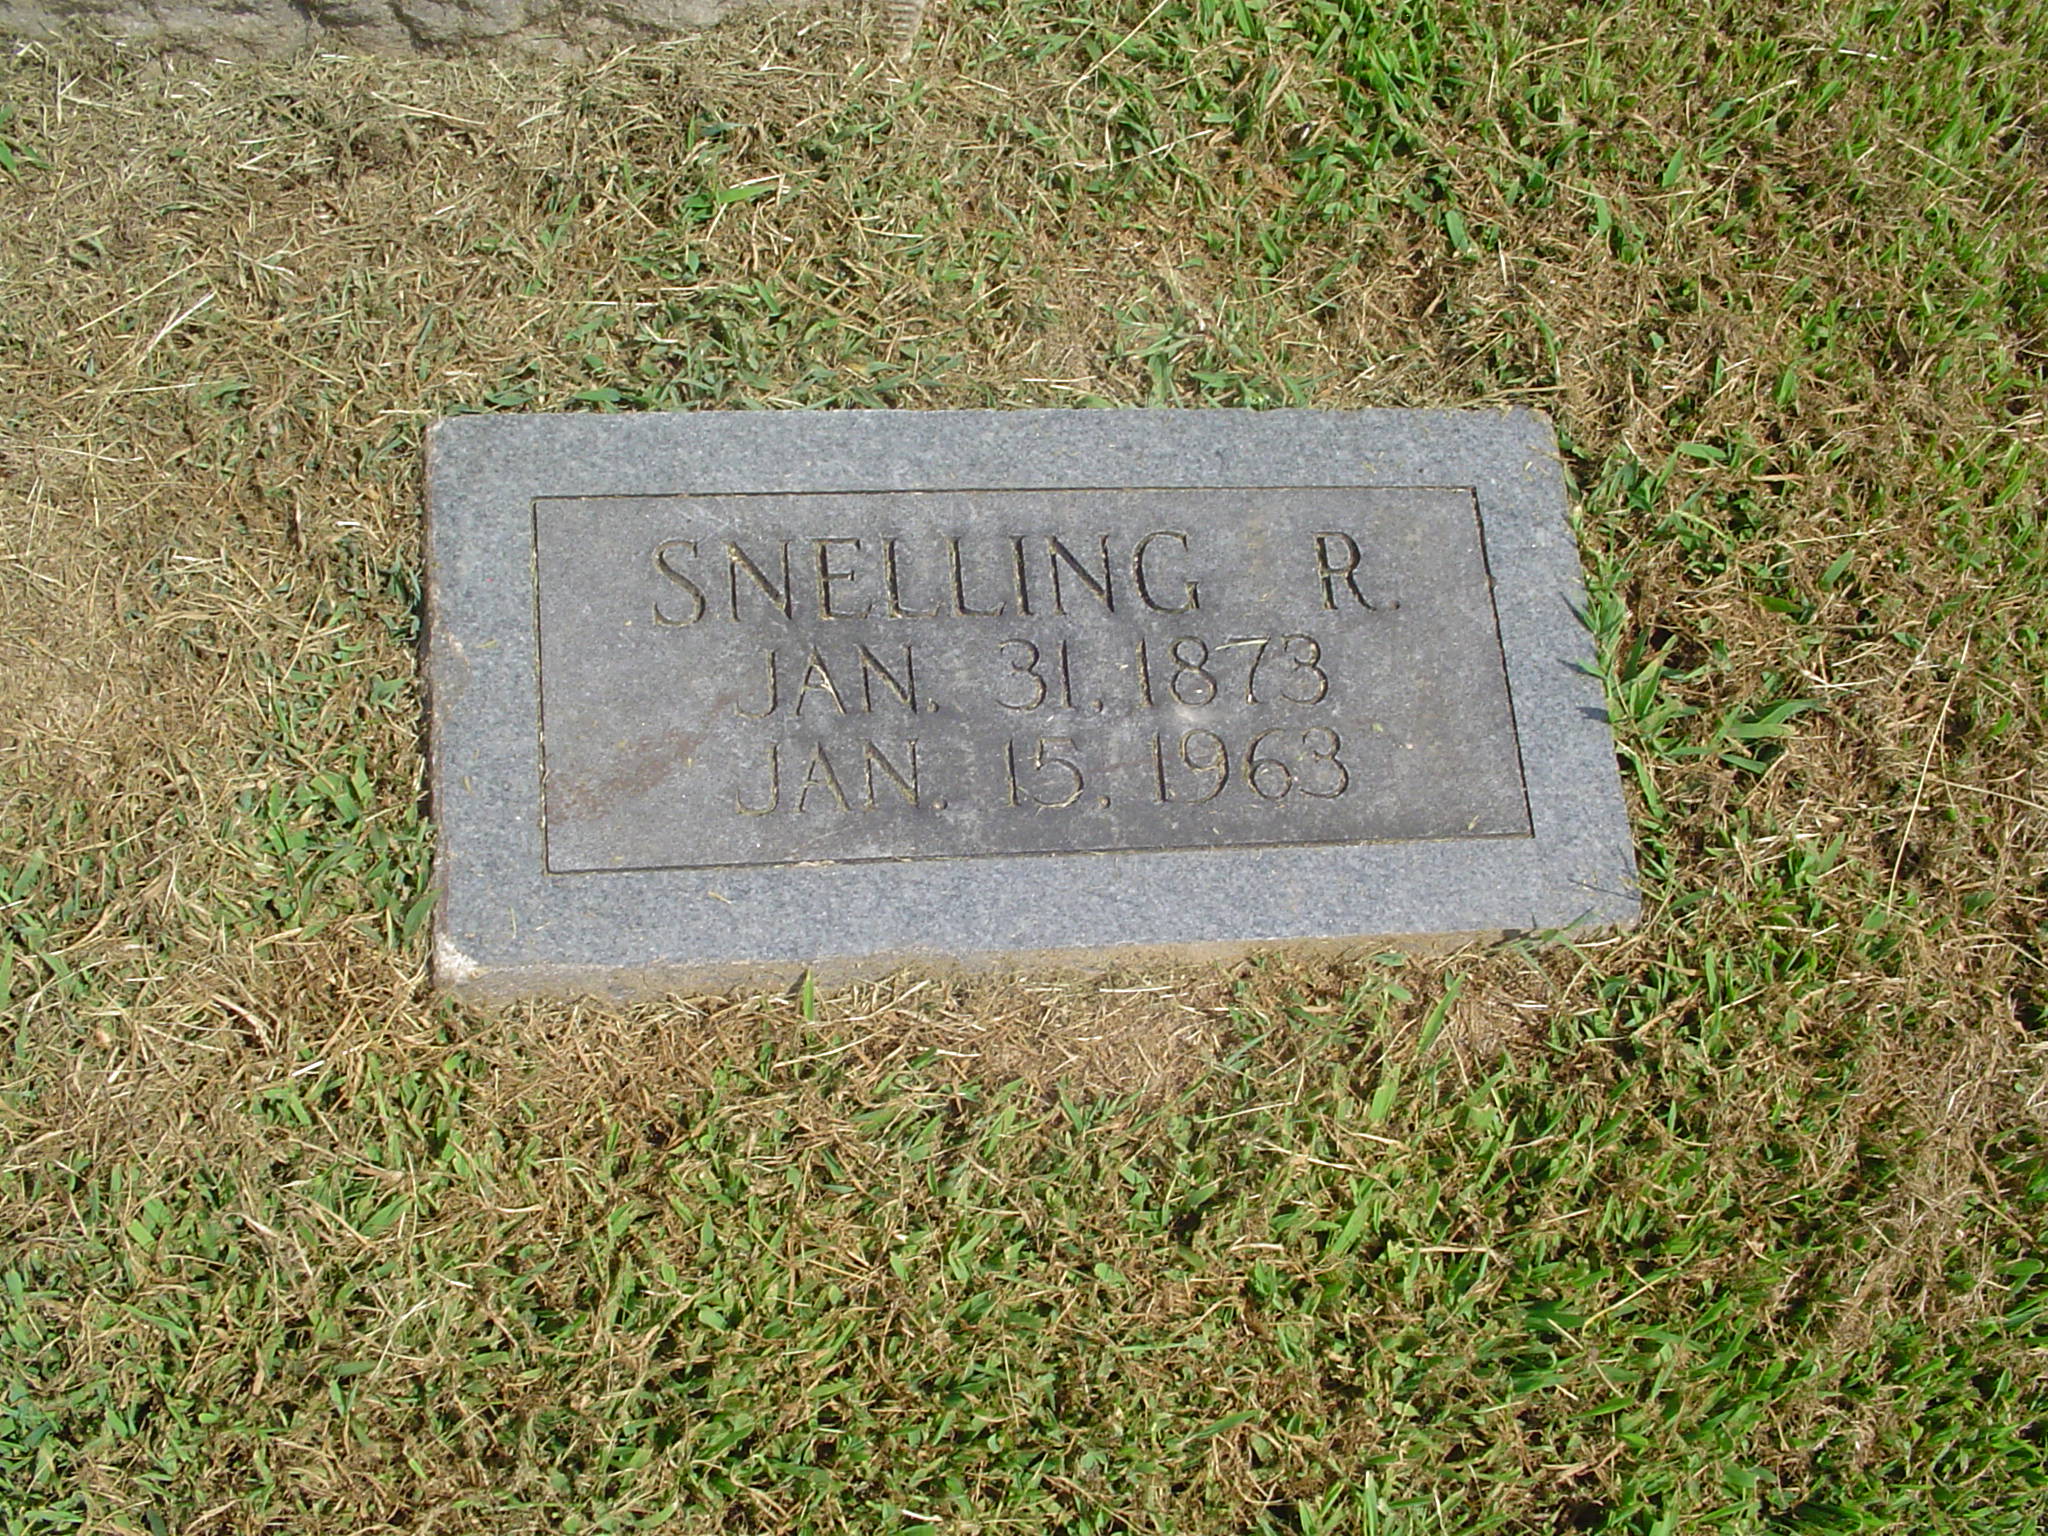 SNELLING R.
JAN. 31, 1873
JAN. 15, 1963